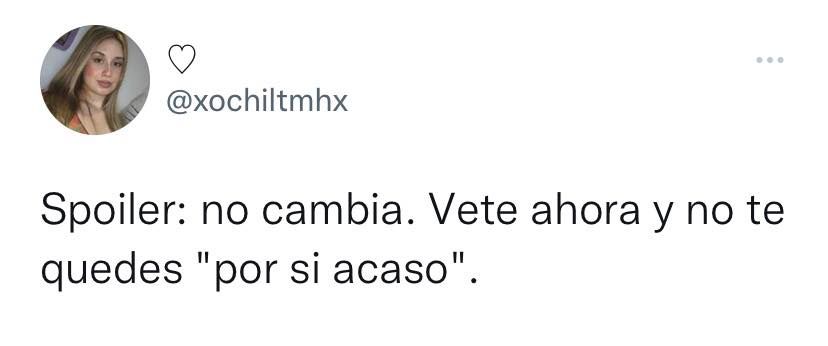 ♡
@xochiltmhx
Spoiler: no cambia. Vete ahora y no te
quedes "por si acaso".